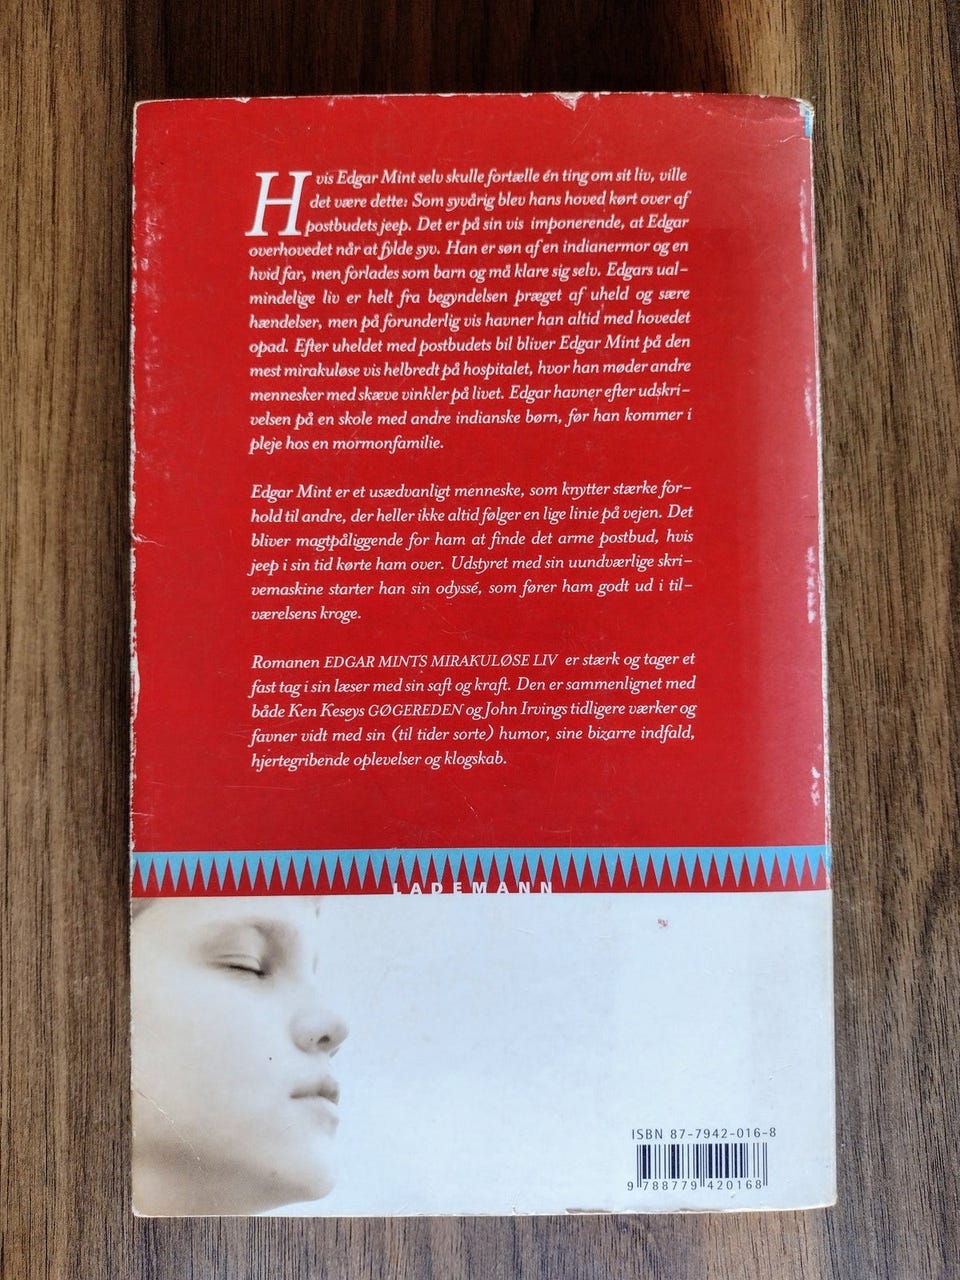 Hvis Edgar Mint selv skulle fortælle én ting om sit liv, ville
det være dette: Som syvårig blev hans hoved kørt over af
postbudets jeep. Det er på sin vis imponerende, at Edgar
overhovedet når at fylde syv. Han er søn af en indianermor og en
hvid far, men forlades som barn og må klare sig selv. Edgars ual-
mindelige liv er helt fra begyndelsen præget af uheld og sære
hændelser, men på forunderlig vis havner han altid med hovedet
opad. Efter uheldet med postbudets bil bliver Edgar Mint på den
mest mirakuløse vis helbredt på hospitalet, hvor han møder andre
mennesker med skæve vinkler på livet. Edgar havner efter udskri-
velsen på en skole med andre indianske børn, før han kommer i
pleje hos en mormonfamilie.
Edgar Mint er et usædvanligt menneske, som knytter stærke for-
hold til andre, der heller ikke altid følger en lige linie på vejen. Det
bliver magtpåliggende for ham at finde det arme postbud, hvis
jeep i sin tid kørte ham over. Udstyret med sin uundværlige skri-
vemaskine starter han sin odyssé, som fører ham godt ud i til-
værelsens kroge.
Romanen EDGAR MINTS MIRAKULØSE LIV er stærk og tager et
fast tag i sin læser med sin saft og kraft. Den er sammenlignet med
både Ken Keseys GØGEREDEN og John Irvings tidligere værker og
favner vidt med sin (til tider sorte) humor, sine bizarre indfald,
hjertegribende oplevelser og klogskab.
LADEMANN
ISBN 87-7942-016-8
9 788779 420168